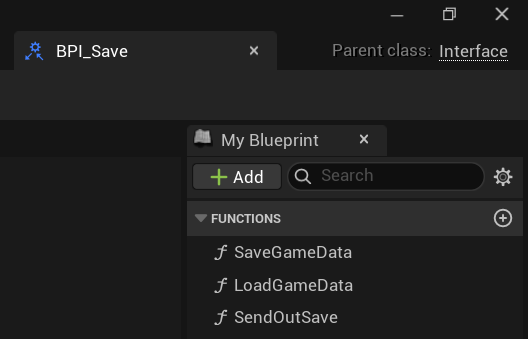 BPI_Save
Parent class: Interface
My Blueprint
Add
Search
FUNCTIONS
SaveGameData
LoadGameData
SendOutSave